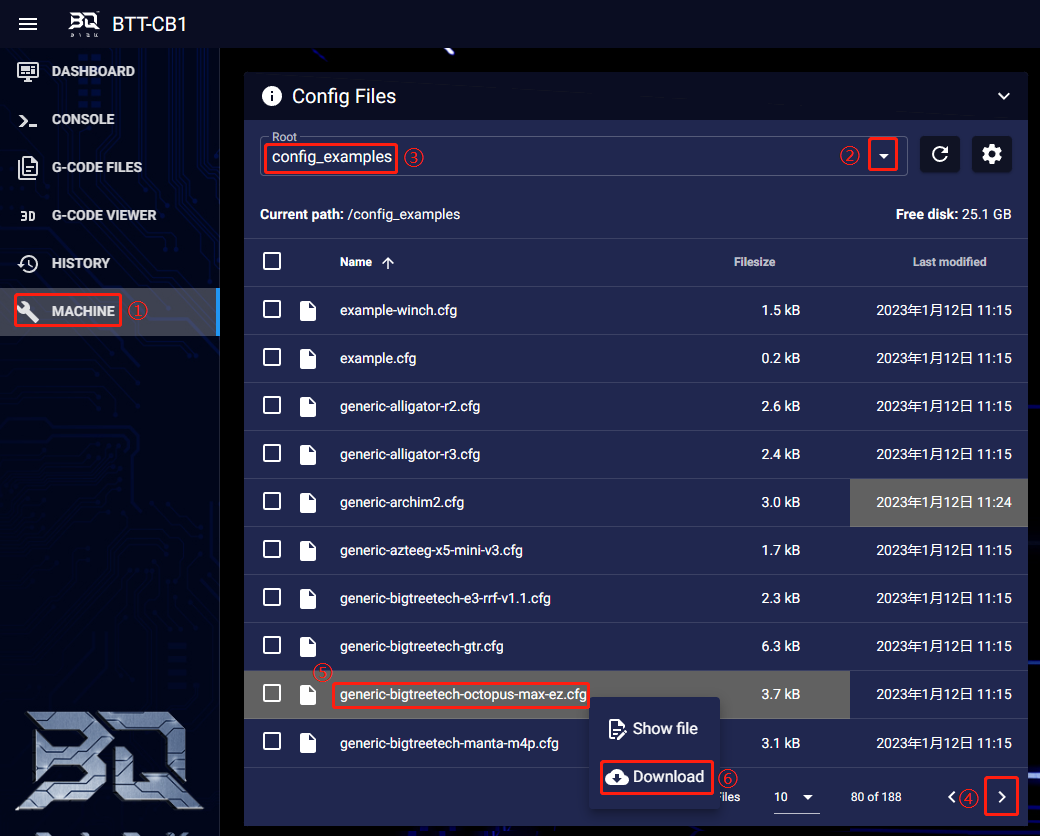 BTT-CB1
DASHBOARD
CONSOLE
G-CODE FILES
3D G-CODE VIEWER
HISTORY
MACHINE ①
Config Files
Root
config_examples ③ ②
Current path: /config_examples Free disk: 25.1 GB
Name Filesize Last modified
example-winch.cfg 1.5 kB 2023年1月12日 11:15
example.cfg 0.2 kB 2023年1月12日 11:15
generic-alligator-r2.cfg 2.6 kB 2023年1月12日 11:15
generic-alligator-r3.cfg 2.4 kB 2023年1月12日 11:15
generic-archim2.cfg 3.0 kB 2023年1月12日 11:24
generic-azteeg-x5-mini-v3.cfg 1.7 kB 2023年1月12日 11:15
generic-bigtreetech-e3-rrf-v1.1.cfg 2.3 kB 2023年1月12日 11:15
generic-bigtreetech-gtr.cfg 6.3 kB 2023年1月12日 11:15
⑤
generic-bigtreetech-octopus-max-ez.cfg 3.7 kB 2023年1月12日 11:15
Show file
generic-bigtreetech-manta-m4p.cfg 3.1 kB 2023年1月12日 11:15
Download ⑥
10 80 of 188 ④
BQ